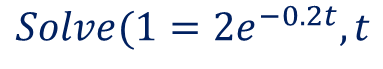 Solve(1 = 2e^{-0.2t}, t